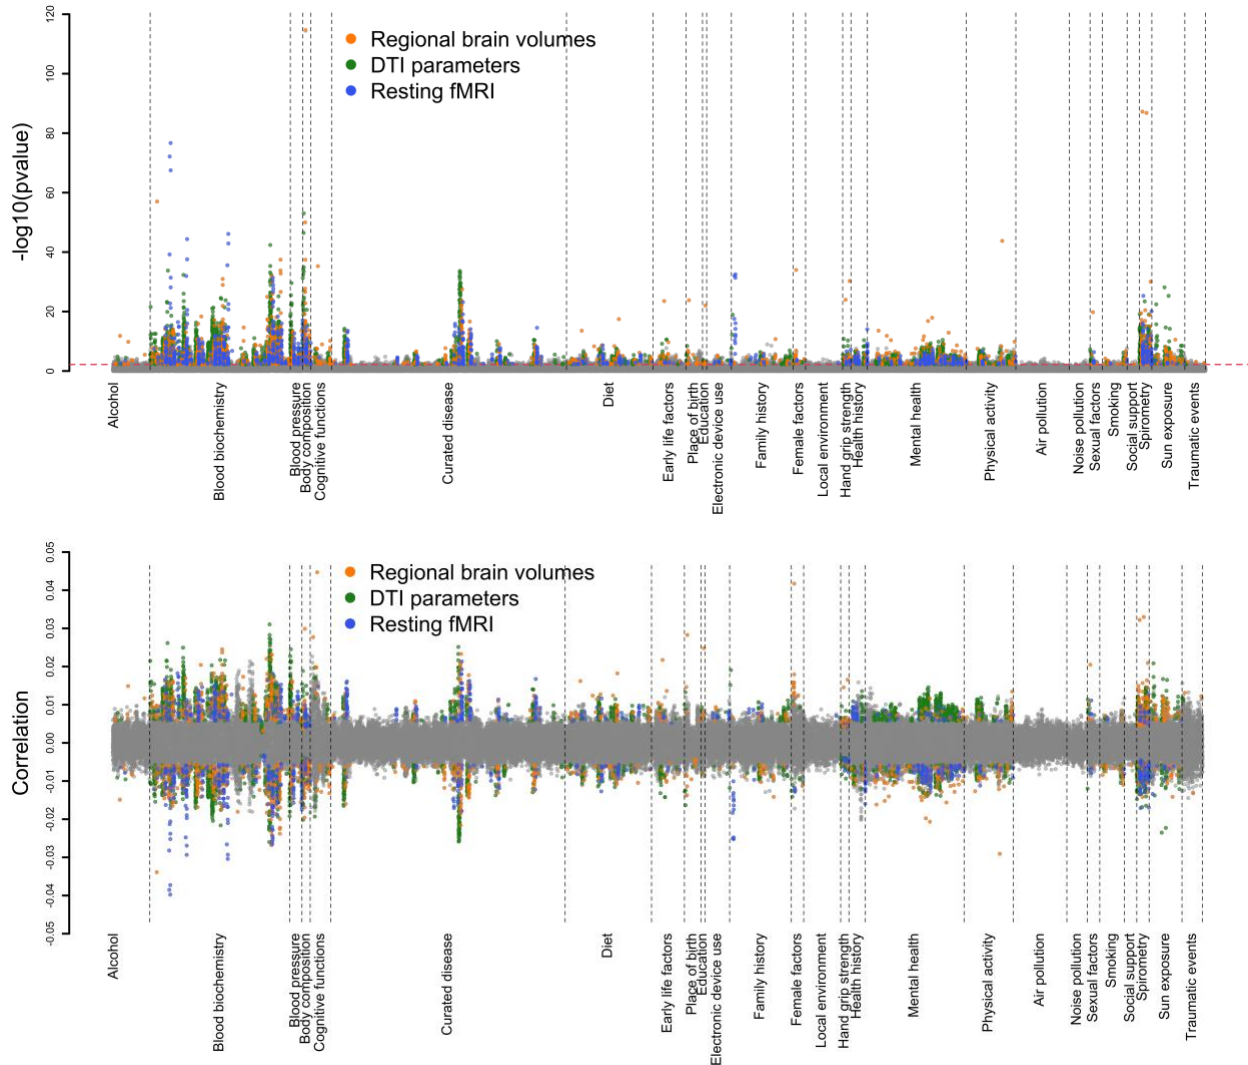 120
100
80
60
40
20
0
-log10(pvalue)
Regional brain volumes
DTI parameters
Resting fMRI
Alcohol
Blood biochemistry
Blood pressure
Body composition
Cognitive functions
Curated disease
Diet
Early life factors
Place of birth
Education
Electronic device use
Family history
Female factors
Local environment
Hand grip strength
Health history
Mental health
Physical activity
Air pollution
Noise pollution
Sexual factors
Smoking
Social support
Spirometry
Sun exposure
Traumatic events
0.05
0.04
0.03
0.02
0.01
0.00
-0.01
-0.02
-0.03
-0.04
-0.05
Correlation
Regional brain volumes
DTI parameters
Resting fMRI
Alcohol
Blood biochemistry
Blood pressure
Body composition
Cognitive functions
Curated disease
Diet
Early life factors
Place of birth
Education
Electronic device use
Family history
Female factors
Local environment
Hand grip strength
Health history
Mental health
Physical activity
Air pollution
Noise pollution
Sexual factors
Smoking
Social support
Spirometry
Sun exposure
Traumatic events